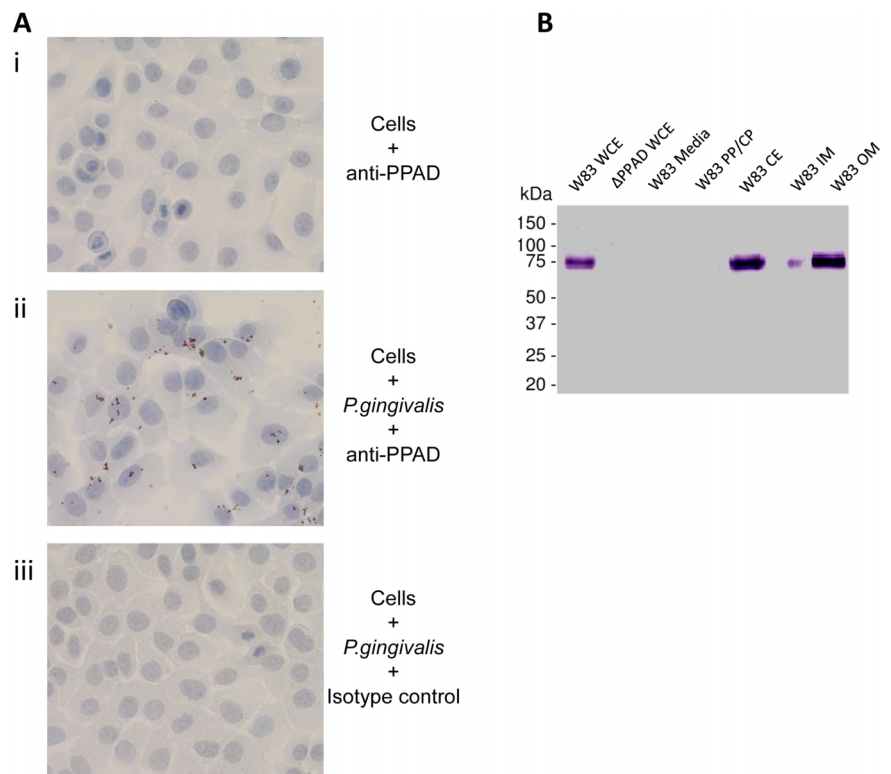 A
i
Cells
+
anti-PPAD
ii
Cells
+
P.gingivalis
+
anti-PPAD
iii
Cells
+
P.gingivalis
+
Isotype control
B
W83 WCE
ΔPPAD WCE
W83 Media
W83 PP/CP
W83 CE
W83 IM
W83 OM
kDa
150 -
100 -
75 -
50 -
37 -
25 -
20 -